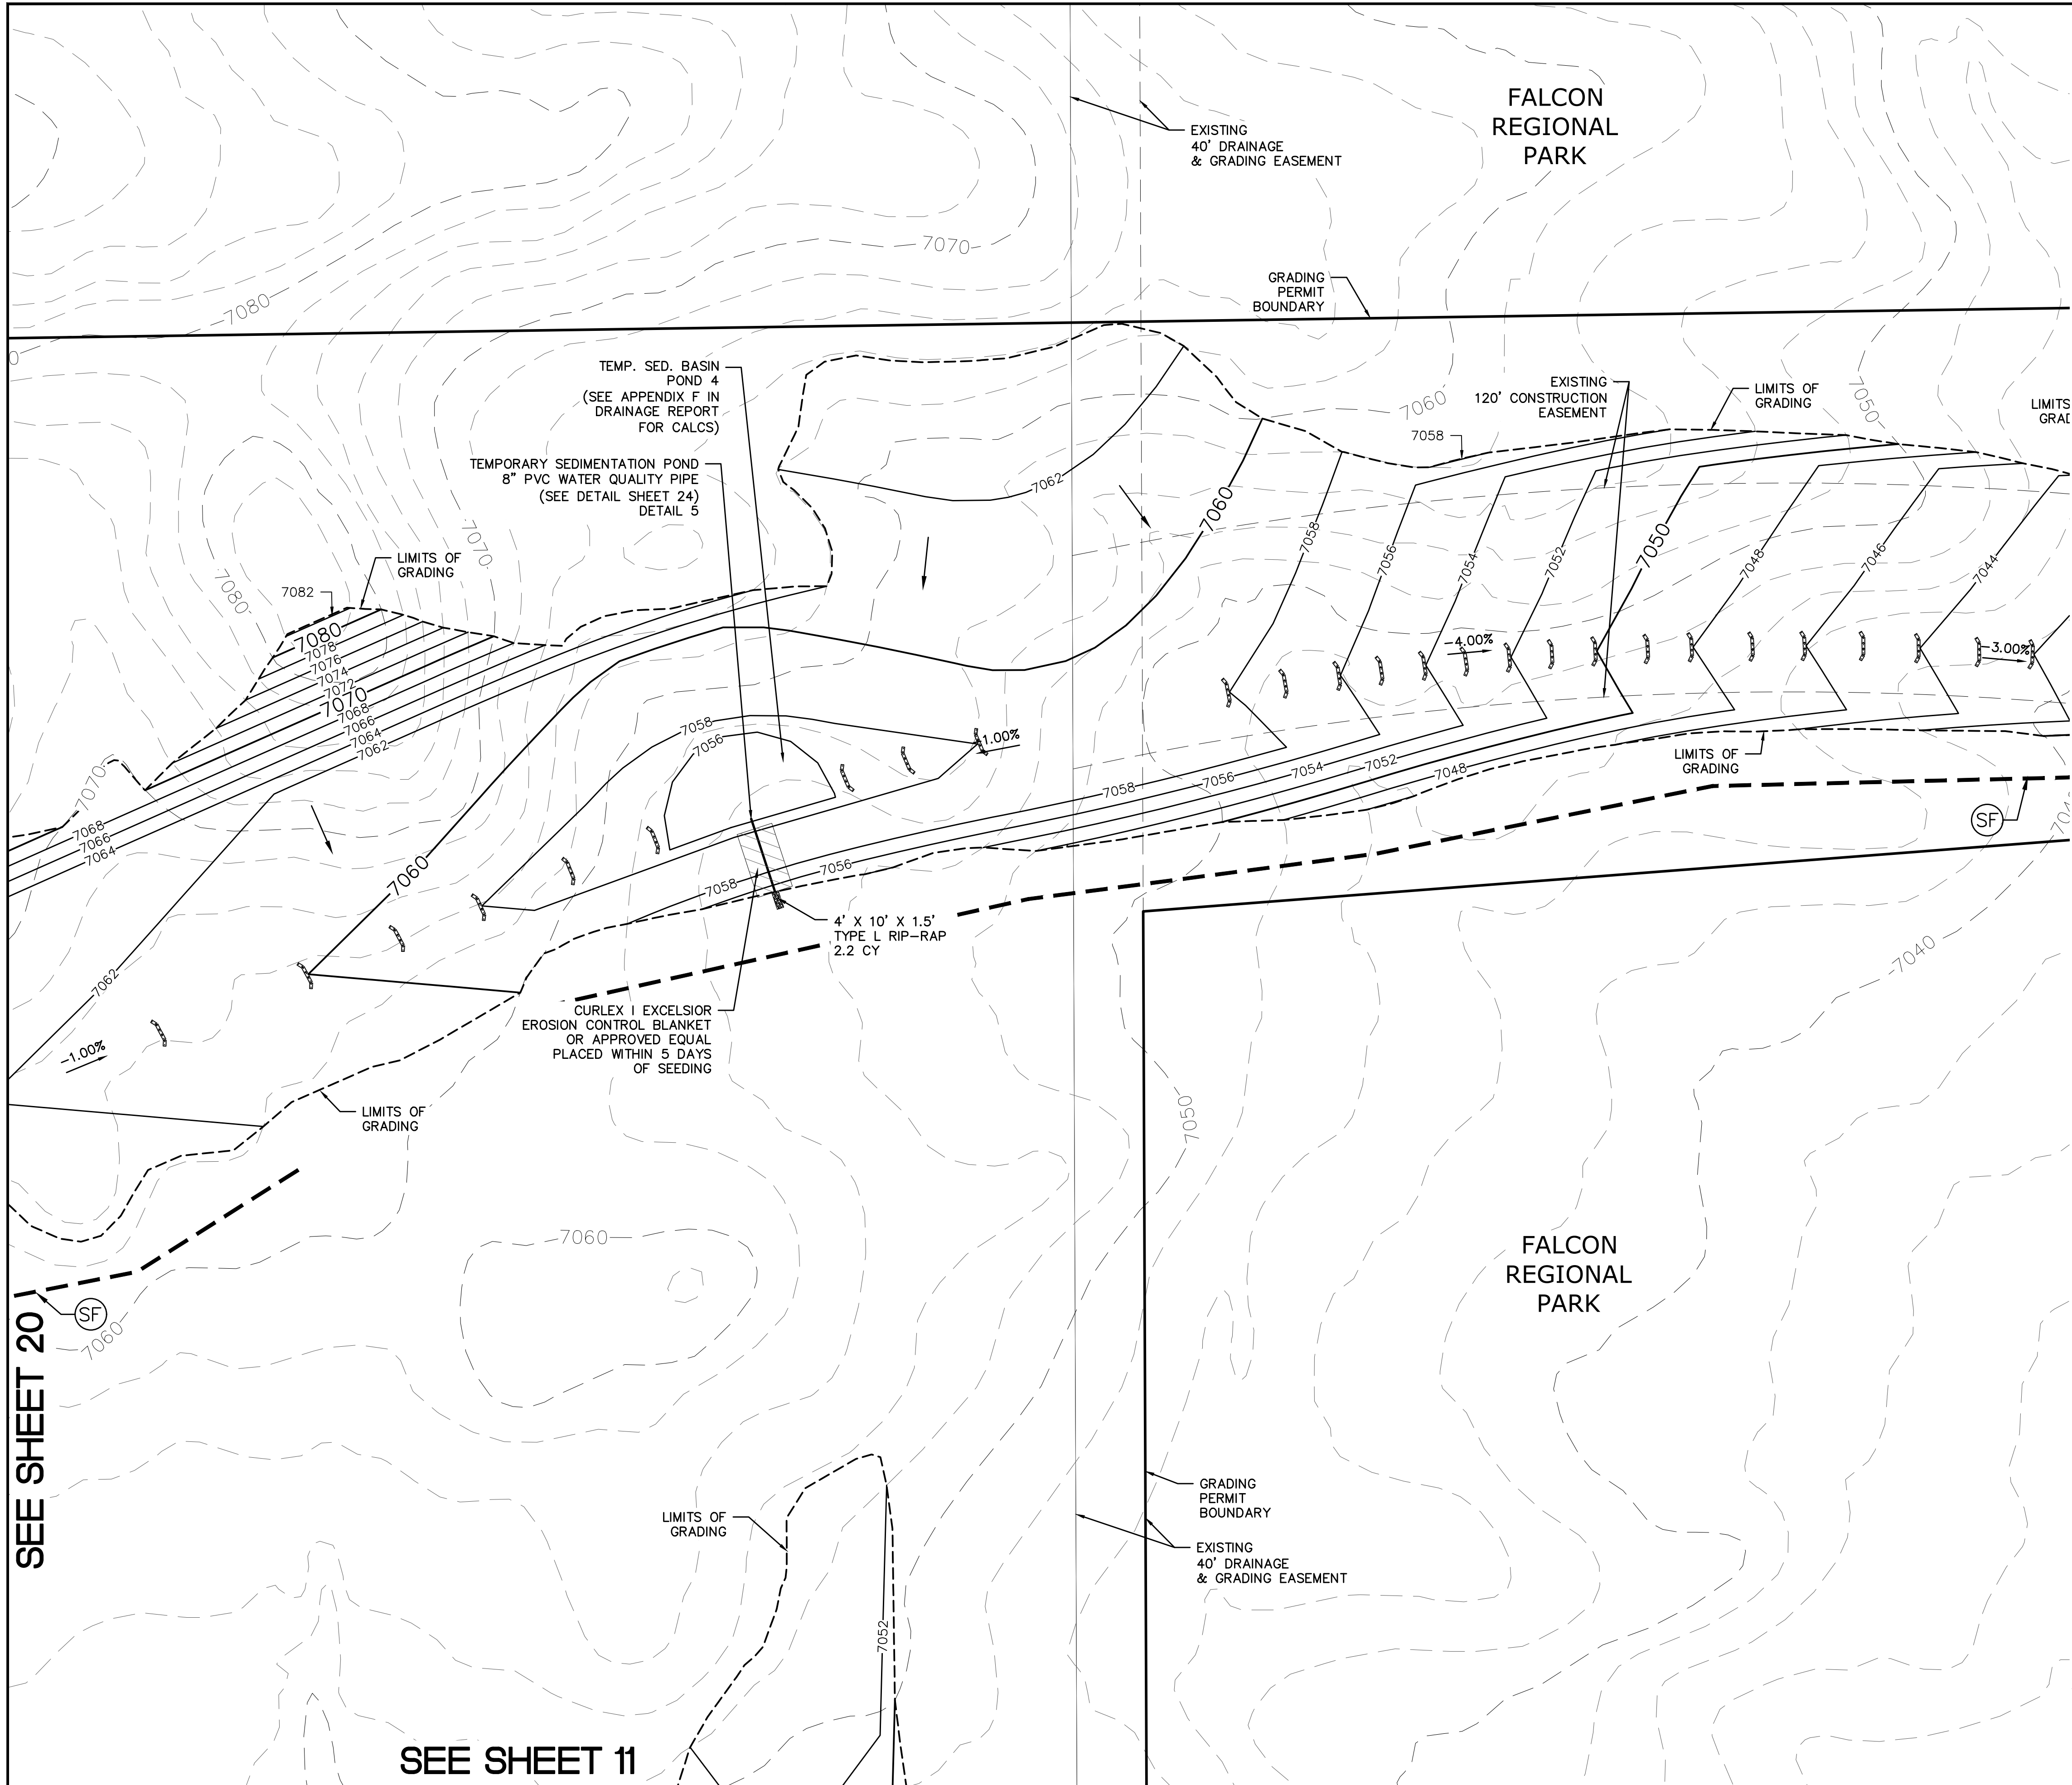 FALCON
REGIONAL
PARK
EXISTING
40' DRAINAGE
& GRADING EASEMENT
7070
7080
GRADING
PERMIT
BOUNDARY
TEMP. SED. BASIN
POND 4
(SEE APPENDIX F IN
DRAINAGE REPORT
FOR CALCS)
TEMPORARY SEDIMENTATION POND
8" PVC WATER QUALITY PIPE
(SEE DETAIL SHEET 24)
DETAIL 5
EXISTING
120' CONSTRUCTION
EASEMENT
LIMITS OF
GRADING
LIMITS
7060
7050
7058
7062
7060
7058
7056
7054
7052
7050
7048
7046
7044
7070
7080
LIMITS OF
GRADING
7082
7080
7078
7076
7074
7072
7070
7068
7066
7064
7062
-4.00%
-3.00%
7058
7056
1.00%
7070
7068
7066
7064
7060
7062
-1.00%
7058
7056
7054
7052
7048
7058
7056
LIMITS OF
GRADING
SF
4' X 10' X 1.5'
TYPE L RIP-RAP
2.2 CY
CURLEX I EXCELSIOR
EROSION CONTROL BLANKET
OR APPROVED EQUAL
PLACED WITHIN 5 DAYS
OF SEEDING
7040
7050
LIMITS OF
GRADING
7060
FALCON
REGIONAL
PARK
SF
7060
SEE SHEET 20
GRADING
PERMIT
BOUNDARY
EXISTING
40' DRAINAGE
& GRADING EASEMENT
LIMITS OF
GRADING
7052
SEE SHEET 11